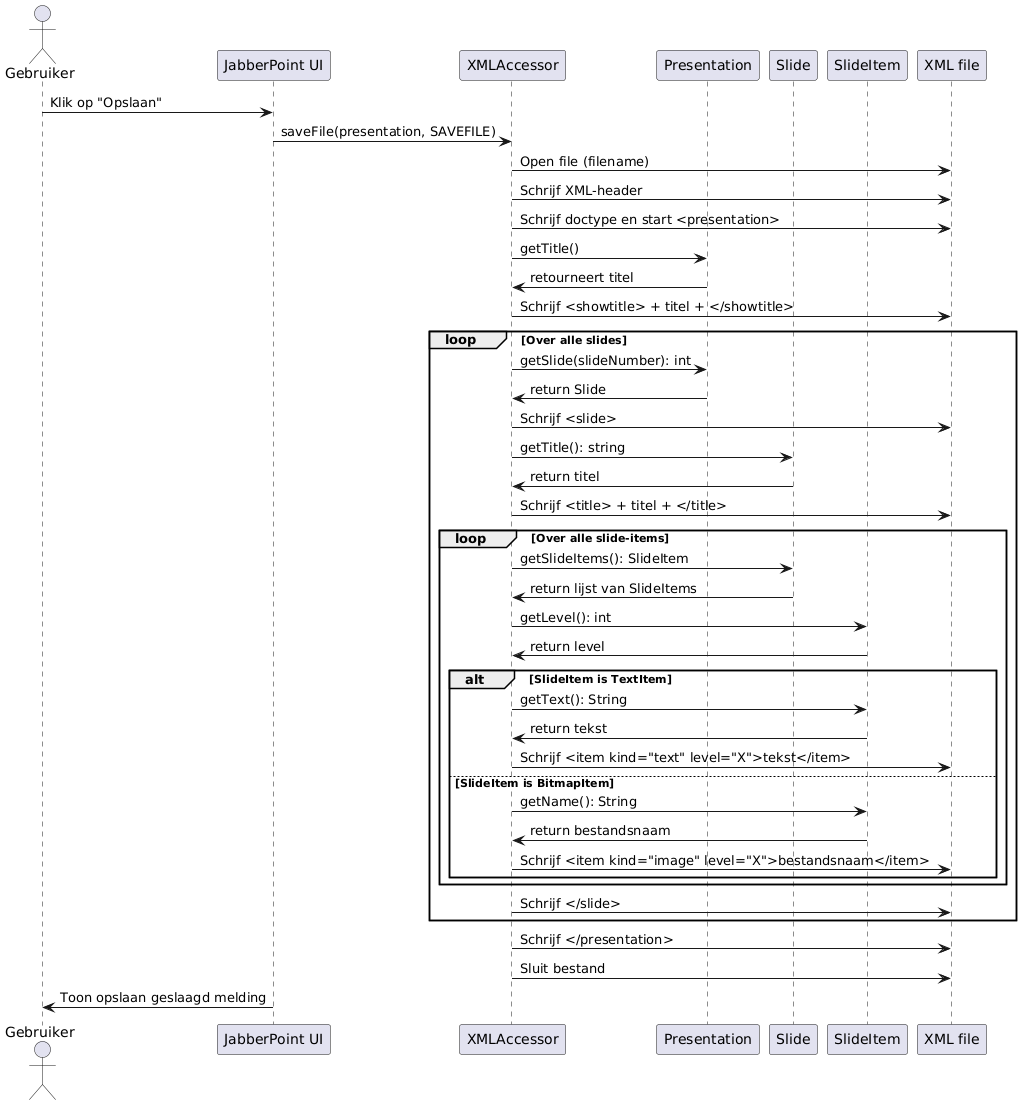 Gebruiker
JabberPoint UI
XMLAccessor
Presentation
Slide
SlideItem
XML file
Klik op "Opslaan"
saveFile(presentation, SAVEFILE)
Open file (filename)
Schrijf XML-header
Schrijf doctype en start <presentation>
getTitle()
retourneert titel
Schrijf <showtitle> + titel + </showtitle>
loop [Over alle slides]
getSlide(slideNumber): int
return Slide
Schrijf <slide>
getTitle(): string
return titel
Schrijf <title> + titel + </title>
loop [Over alle slide-items]
getSlideItems(): SlideItem
return lijst van SlideItems
getLevel(): int
return level
alt [SlideItem is TextItem]
getText(): String
return tekst
Schrijf <item kind="text" level="X">tekst</item>
[SlideItem is BitmapItem]
getName(): String
return bestandsnaam
Schrijf <item kind="image" level="X">bestandsnaam</item>
Schrijf </slide>
Schrijf </presentation>
Sluit bestand
Toon opslaan geslaagd melding
Gebruiker
JabberPoint UI
XMLAccessor
Presentation
Slide
SlideItem
XML file